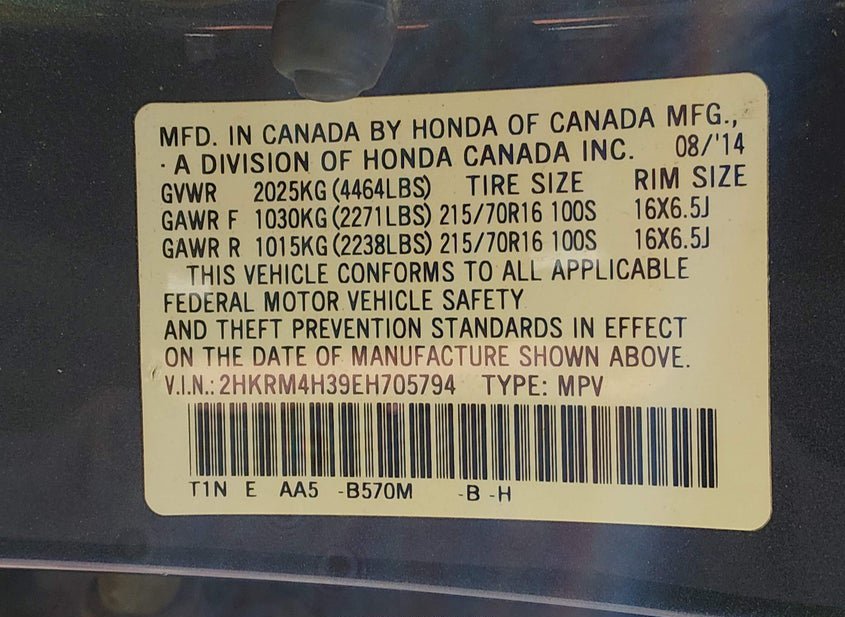 MFD. IN CANADA BY HONDA OF CANADA MFG.,
· A DIVISION OF HONDA CANADA INC. 08/'14
GVWR 2025KG (4464LBS) TIRE SIZE RIM SIZE
GAWR F 1030KG (2271LBS) 215/70R16 100S 16X6.5J
GAWR R 1015KG (2238LBS) 215/70R16 100S 16X6.5J
THIS VEHICLE CONFORMS TO ALL APPLICABLE
FEDERAL MOTOR VEHICLE SAFETY
AND THEFT PREVENTION STANDARDS IN EFFECT
ON THE DATE OF MANUFACTURE SHOWN ABOVE.
V.I.N.: 2HKRM4H39EH705794 TYPE: MPV
T1N E AA5 -B570M -B -H